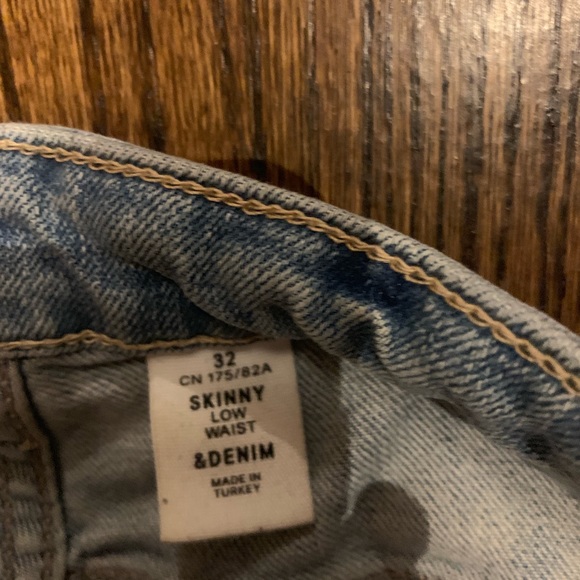 32
CN 175/82A
SKINNY
LOW
WAIST
&DENIM
MADE IN
TURKEY